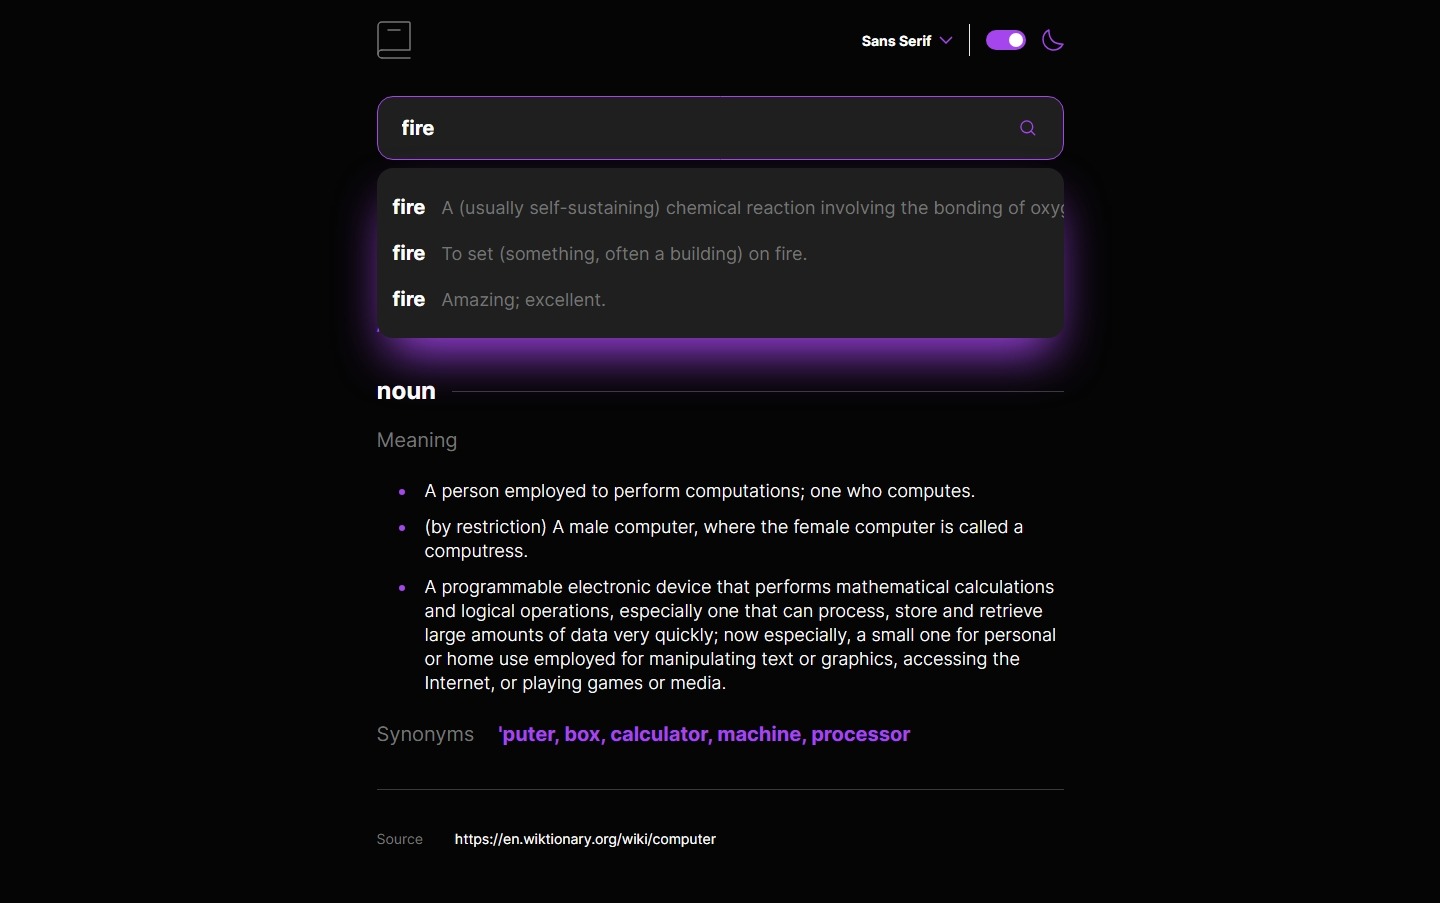 Sans Serif
fire
fire A (usually self-sustaining) chemical reaction involving the bonding of
fire To set (something, often a building) on fire.
fire Amazing; excellent.
noun
Meaning
A person employed to perform computations; one who computes.
(by restriction) A male computer, where the female computer is called a
computress.
A programmable electronic device that performs mathematical calculations
and logical operations, especially one that can process, store and retrieve
large amounts of data very quickly; now especially, a small one for personal
or home use employed for manipulating text or graphics, accessing the
Internet, or playing games or media.
Synonyms 'puter, box, calculator, machine, processor
Source https://en.wiktionary.org/wiki/computer